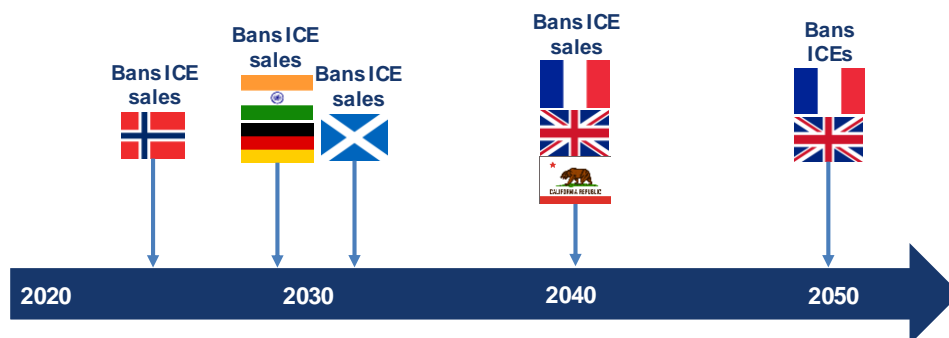 Bans ICE
sales
Bans ICE
sales
Bans ICE
sales
Bans ICE
sales
CALIFORNIA REPUBLIC
Bans
ICEs
2020
2030
2040
2050